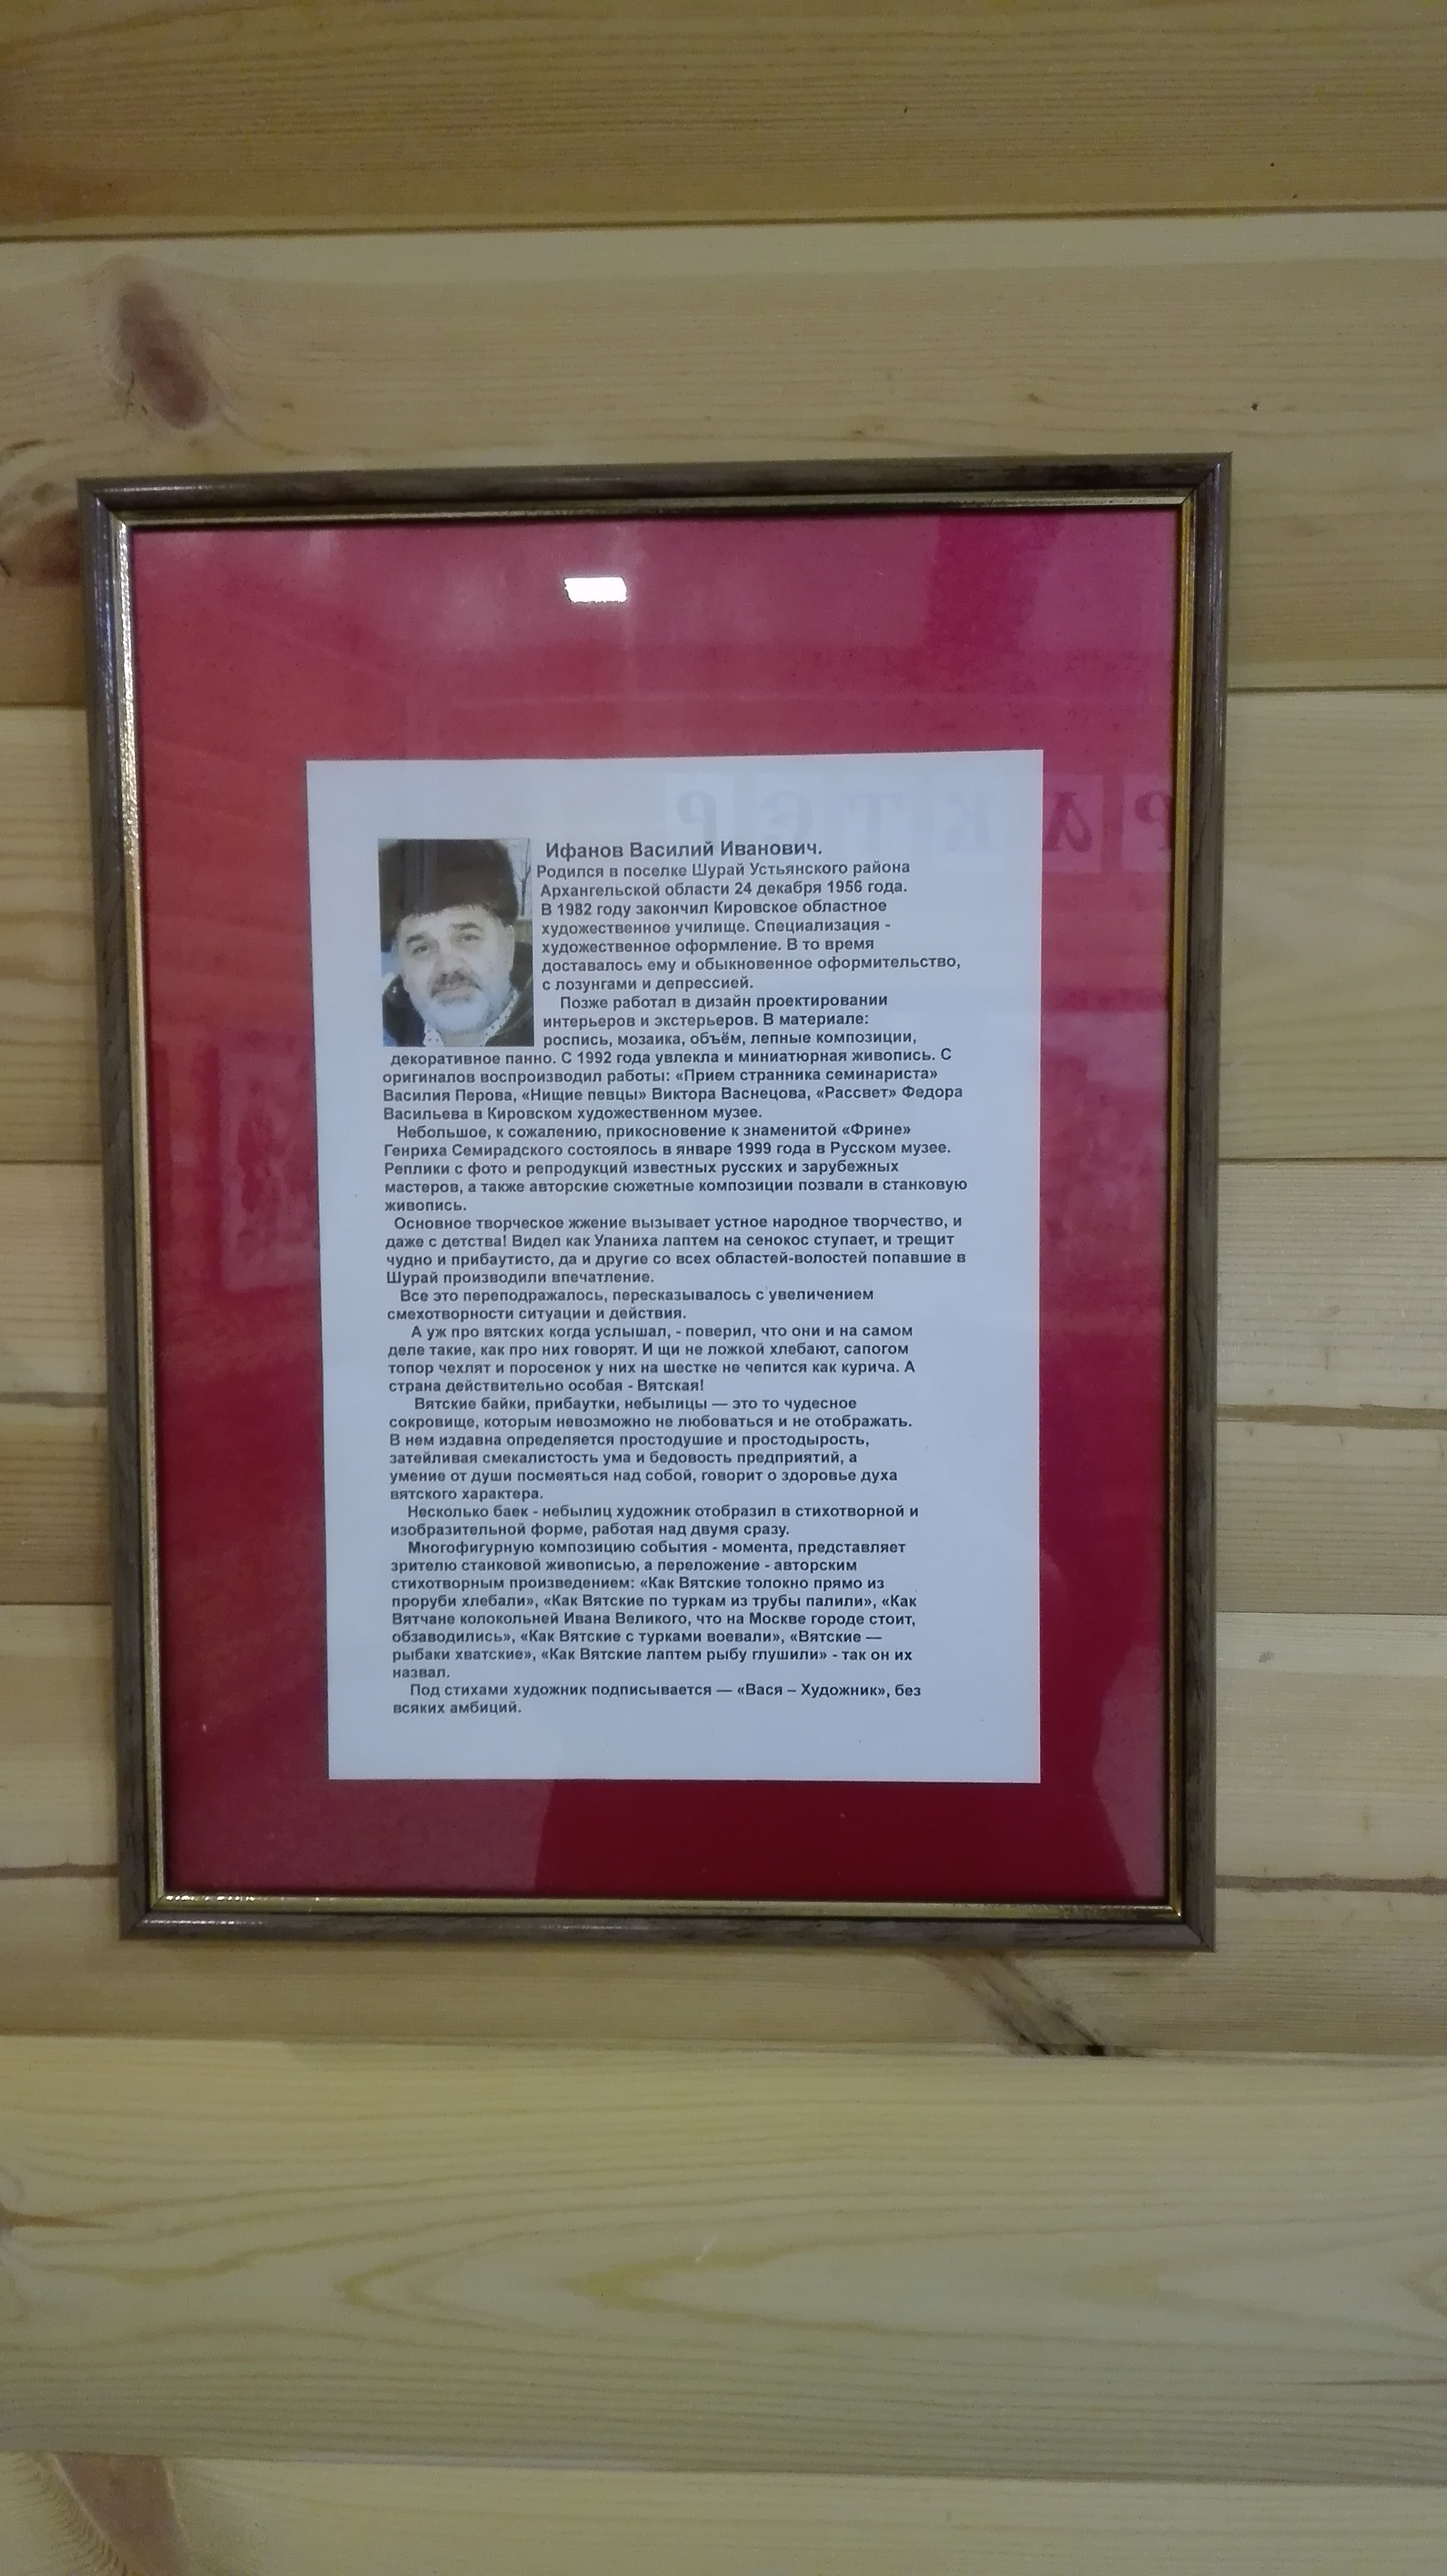 Ифанов Василий Иванович.
Родился в поселке Шурай Устьянского района
Архангельской области 24 декабря 1956 года.
В 1982 году закончил Кировское областное
художественное училище. Специализация -
художественное оформление. В то время
доставалось ему и обыкновенное оформительство,
с лозунгами и депрессией.
Позже работал в дизайн проектировании
интерьеров и экстерьеров. В материале:
роспись, мозаика, объём, лепные композиции,
декоративное панно. С 1992 года увлекла и миниатюрная живопись. С
оригиналов воспроизводил работы: «Прием странника семинариста»
Василия Перова, «Нищие певцы» Виктора Васнецова, «Рассвет» Федора
Васильева в Кировском художественном музее.
Небольшое, к сожалению, прикосновение к знаменитой «Фрине»
Генриха Семирадского состоялось в январе 1999 года в Русском музее.
Реплики с фото и репродукций известных русских и зарубежных
мастеров, а также авторские сюжетные композиции позвали в станковую
живопись.
Основное творческое жжение вызывает устное народное творчество, и
даже с детства! Видел как Уланиха лаптем на сенокос ступает, и трещит
чудно и прибаутисто, да и другие со всех областей-волостей попавшие в
Шурай производили впечатление.
Все это переподражалось, пересказывалось с увеличением
смехотворности ситуации и действия.
А уж про вятских когда услышал, - поверил, что они и на самом
деле такие, как про них говорят. И щи не ложкой хлебают, сапогом
топор чехлят и поросенок у них на шестке не чепится как курича. А
страна действительно особая - Вятская!
Вятские байки, прибаутки, небылицы — это то чудесное
сокровище, которым невозможно не любоваться и не отображать.
В нем издавна определяется простодушие и простодырость,
затейливая смекалистость ума и бедовость предприятий, а
умение от души посмеяться над собой, говорит о здоровье духа
вятского характера.
Несколько баек - небылиц художник отобразил в стихотворной и
изобразительной форме, работая над двумя сразу.
Многофигурную композицию события - момента, представляет
зрителю станковой живописью, а переложение - авторским
стихотворным произведением: «Как Вятские толокно прямо из
проруби хлебали», «Как Вятские по туркам из трубы палили», «Как
Вятчане колокольней Ивана Великого, что на Москве городе стоит,
обзаводились», «Как Вятские с турками воевали», «Вятские —
рыбаки хватские», «Как Вятские лаптем рыбу глушили» - так он их
назвал.
Под стихами художник подписывается — «Вася – Художник», без
всяких амбиций.